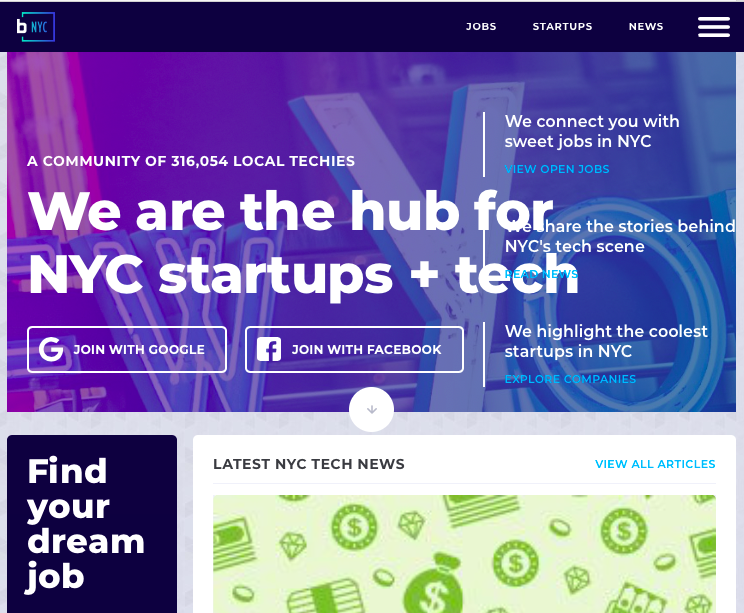 b NYC
JOBS
STARTUPS
NEWS
A COMMUNITY OF 316,054 LOCAL TECHIES
We are the hub for
NYC startups + tech
JOIN WITH GOOGLE
JOIN WITH FACEBOOK
We connect you with
sweet jobs in NYC
VIEW OPEN JOBS
We share the stories behind
NYC's tech scene
READ NEWS
We highlight the coolest
startups in NYC
EXPLORE COMPANIES
Find
your
dream
job
LATEST NYC TECH NEWS
VIEW ALL ARTICLES